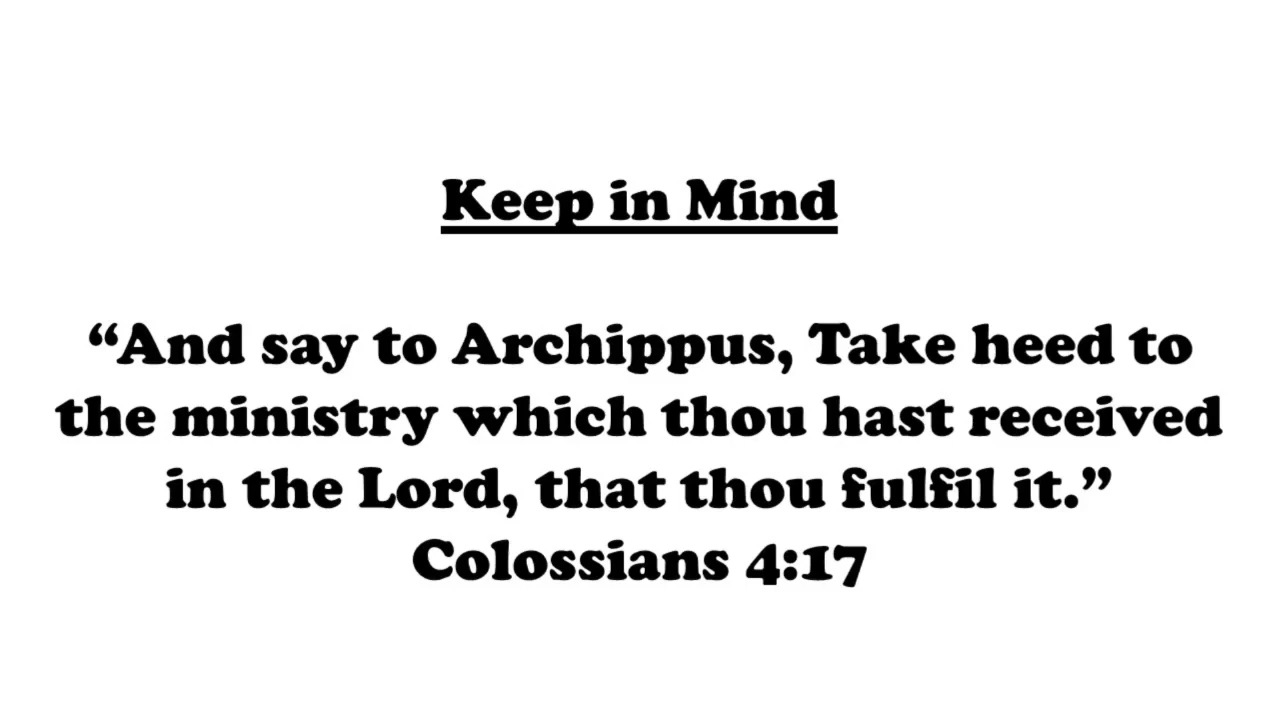 Keep in Mind
“And say to Archippus, Take heed to
the ministry which thou hast received
in the Lord, that thou fulfil it.”
Colossians 4:17